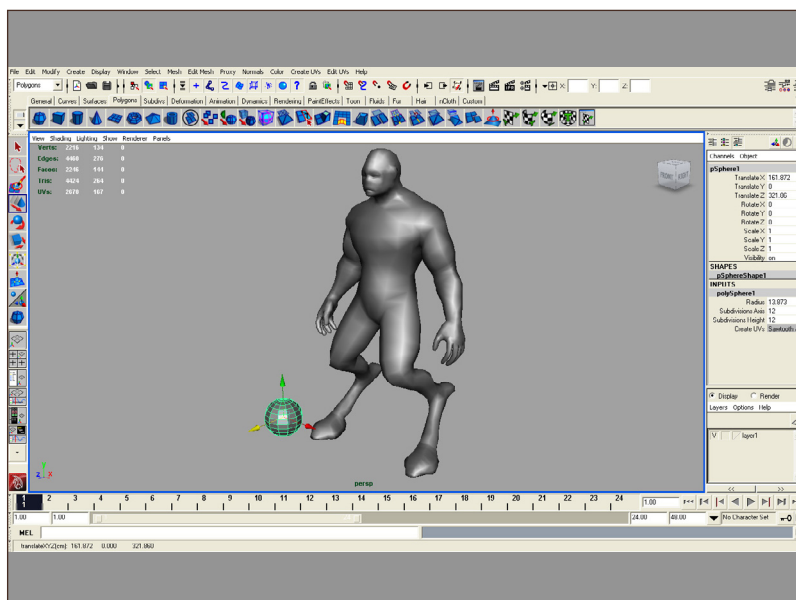 File Edit Modify Create Display Window Select Mesh Edit Mesh Proxy Normals Color Create UVs Edit UVs Help
Polygons X: Y: Z:
General Curves Surfaces Polygons Subdivs Deformation Animation Dynamics Rendering PaintEffects Toon Fluids Fur Hair nCloth Custom
View Shading Lighting Show Renderer Panels
Verts: 2216 134 0
Edges: 4460 276 0
Faces: 2246 144 0
Tris: 4424 264 0
UVs: 2678 167 0
persp
Channels Object
pSphere1
Translate X 161.872
Translate Y 0
Translate Z 321.06
Rotate X 0
Rotate Y 0
Rotate Z 0
Scale X 1
Scale Y 1
Scale Z 1
Visibility on
SHAPES
pSphereShape1
INPUTS
polySphere1
Radius 13.873
Subdivisions Axis 12
Subdivisions Height 12
Create UVs Sawtooth
Display Render
Layers Options Help
V layer1
1 2 3 4 5 6 7 8 9 10 11 12 13 14 15 16 17 18 19 20 21 22 23 24 1.00
1
1.00 1.00 24.00 48.00 No Character Set
MEL
translateXYZ(cm): 161.872 0.000 321.060